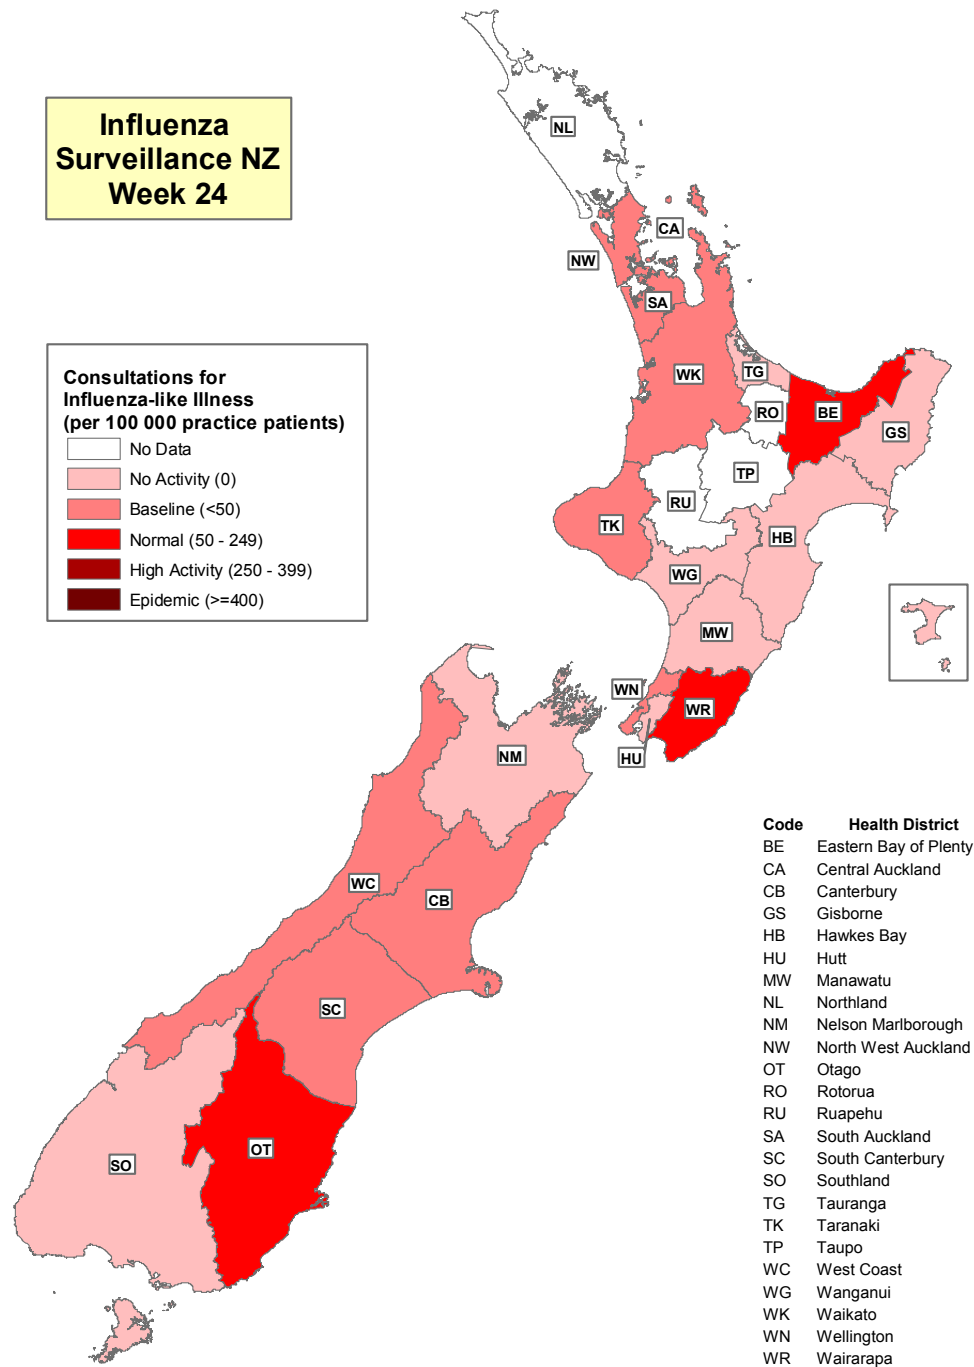 Influenza
Surveillance NZ
Week 24
Consultations for
Influenza-like Illness
(per 100 000 practice patients)
No Data
No Activity (0)
Baseline (<50)
Normal (50 - 249)
High Activity (250 - 399)
Epidemic (>=400)
NL
CA
NW
SA
WK
TG
RO
BE
GS
TP
RU
TK
HB
WG
MW
WN
WR
HU
NM
WC
CB
SC
OT
SO
Code Health District
BE Eastern Bay of Plenty
CA Central Auckland
CB Canterbury
GS Gisborne
HB Hawkes Bay
HU Hutt
MW Manawatu
NL Northland
NM Nelson Marlborough
NW North West Auckland
OT Otago
RO Rotorua
RU Ruapehu
SA South Auckland
SC South Canterbury
SO Southland
TG Tauranga
TK Taranaki
TP Taupo
WC West Coast
WG Wanganui
WK Waikato
WN Wellington
WR Wairarapa